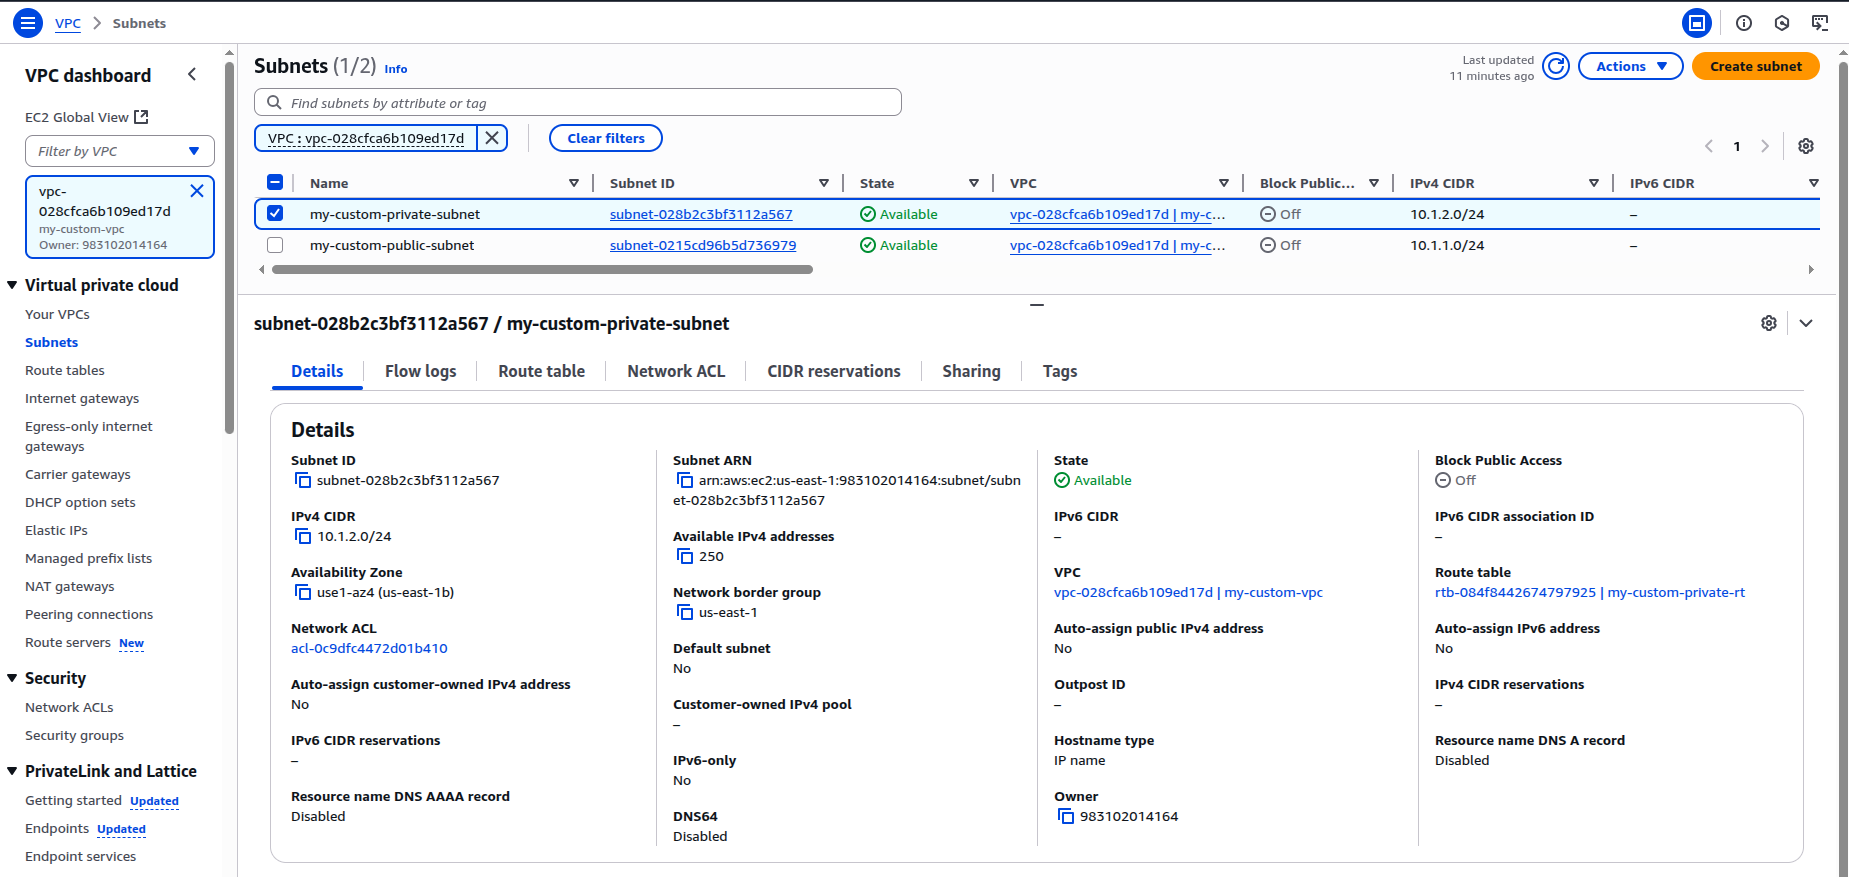 VPC > Subnets
VPC dashboard
EC2 Global View
Filter by VPC
vpc-
028cfca6b109ed17d
my-custom-vpc
Owner: 983102014164
Virtual private cloud
Your VPCs
Subnets
Route tables
Internet gateways
Egress-only internet
gateways
Carrier gateways
DHCP option sets
Elastic IPs
Managed prefix lists
NAT gateways
Peering connections
Route servers New
Security
Network ACLs
Security groups
PrivateLink and Lattice
Getting started Updated
Endpoints Updated
Endpoint services
Subnets (1/2) Info
Last updated
11 minutes ago
Actions
Create subnet
Find subnets by attribute or tag
VPC : vpc-028cfca6b109ed17d
Clear filters
1
Name Subnet ID State VPC Block Public... IPv4 CIDR IPv6 CIDR
my-custom-private-subnet subnet-028b2c3bf3112a567 Available vpc-028cfca6b109ed17d | my-c... Off 10.1.2.0/24 –
my-custom-public-subnet subnet-0215cd96b5d736979 Available vpc-028cfca6b109ed17d | my-c... Off 10.1.1.0/24 –
subnet-028b2c3bf3112a567 / my-custom-private-subnet
Details Flow logs Route table Network ACL CIDR reservations Sharing Tags
Details
Subnet ID
subnet-028b2c3bf3112a567
IPv4 CIDR
10.1.2.0/24
Availability Zone
use1-az4 (us-east-1b)
Network ACL
acl-0c9dfc4472d01b410
Auto-assign customer-owned IPv4 address
No
IPv6 CIDR reservations
–
Resource name DNS AAAA record
Disabled
Subnet ARN
arn:aws:ec2:us-east-1:983102014164:subnet/subn
et-028b2c3bf3112a567
Available IPv4 addresses
250
Network border group
us-east-1
Default subnet
No
Customer-owned IPv4 pool
–
IPv6-only
No
DNS64
Disabled
State
Available
IPv6 CIDR
–
VPC
vpc-028cfca6b109ed17d | my-custom-vpc
Auto-assign public IPv4 address
No
Outpost ID
–
Hostname type
IP name
Owner
983102014164
Block Public Access
Off
IPv6 CIDR association ID
–
Route table
rtb-084f8442674797925 | my-custom-private-rt
Auto-assign IPv6 address
No
IPv4 CIDR reservations
–
Resource name DNS A record
Disabled